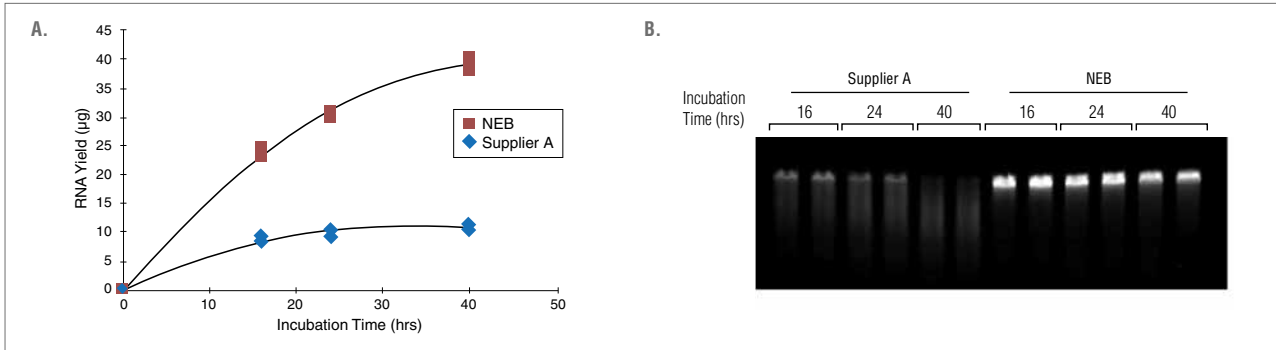 A.
RNA Yield (µg)
45
40
35
30
25
20
15
10
5
0
0 10 20 30 40 50
Incubation Time (hrs)
NEB
Supplier A
B.
Supplier A NEB
Incubation
Time (hrs)
16 24 40 16 24 40